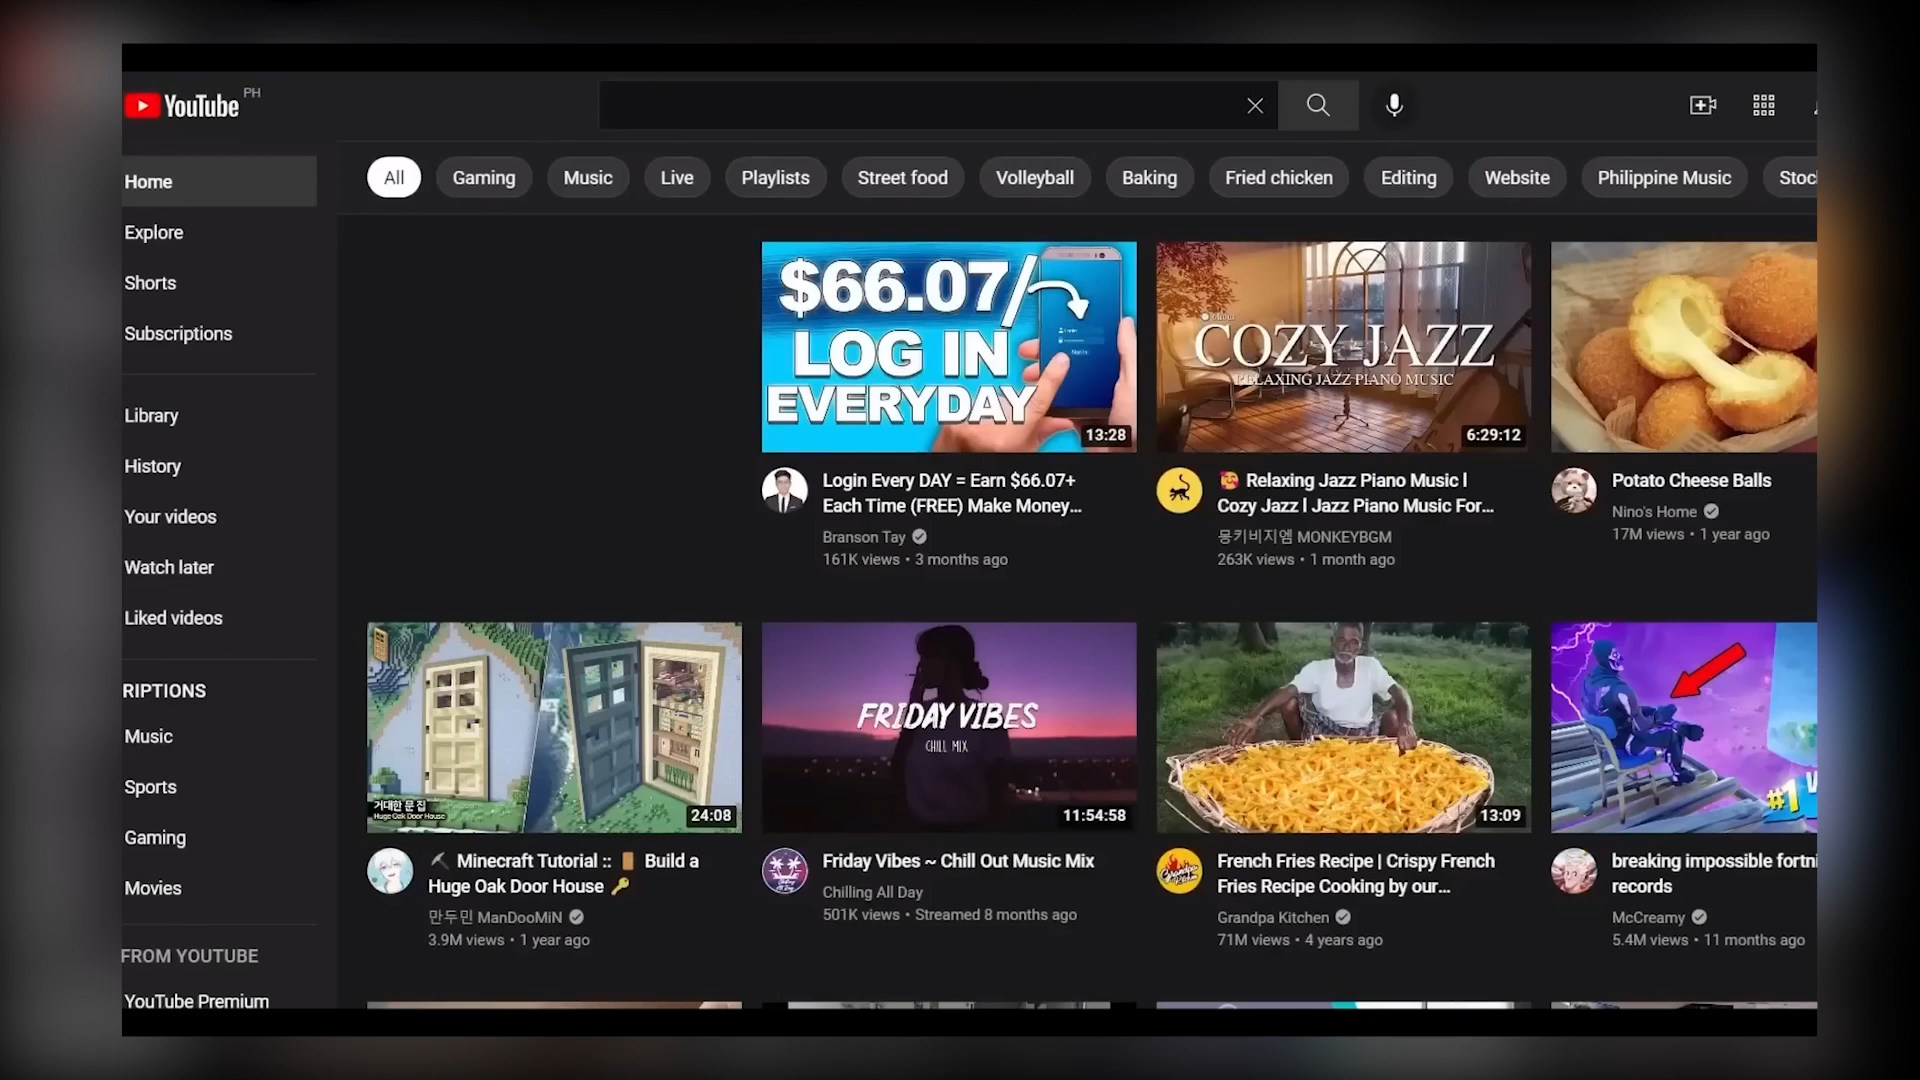 YouTube PH
Home
Explore
Shorts
Subscriptions
Library
History
Your videos
Watch later
Liked videos
RIPTIONS
Music
Sports
Gaming
Movies
FROM YOUTUBE
YouTube Premium
All
Gaming
Music
Live
Playlists
Street food
Volleyball
Baking
Fried chicken
Editing
Website
Philippine Music
Stoc
$66.07/
LOG IN
EVERYDAY
13:28
Login Every DAY = Earn $66.07+
Each Time (FREE) Make Money...
Branson Tay
161K views • 3 months ago
COZY JAZZ
RELAXING JAZZ PIANO MUSIC
6:29:12
Relaxing Jazz Piano Music l
Cozy Jazz l Jazz Piano Music For...
몽키비지엠 MONKEYBGM
263K views • 1 month ago
Potato Cheese Balls
Nino's Home
17M views • 1 year ago
거대한 문 집
Huge Oak Door House
24:08
Minecraft Tutorial :: Build a
Huge Oak Door House
만두민 ManDooMiN
3.9M views • 1 year ago
FRIDAY VIBES
CHILL MIX
11:54:58
Friday Vibes ~ Chill Out Music Mix
Chilling All Day
501K views • Streamed 8 months ago
13:09
French Fries Recipe | Crispy French
Fries Recipe Cooking by our...
Grandpa Kitchen
71M views • 4 years ago
#1
breaking impossible fortni
records
McCreamy
5.4M views • 11 months ago